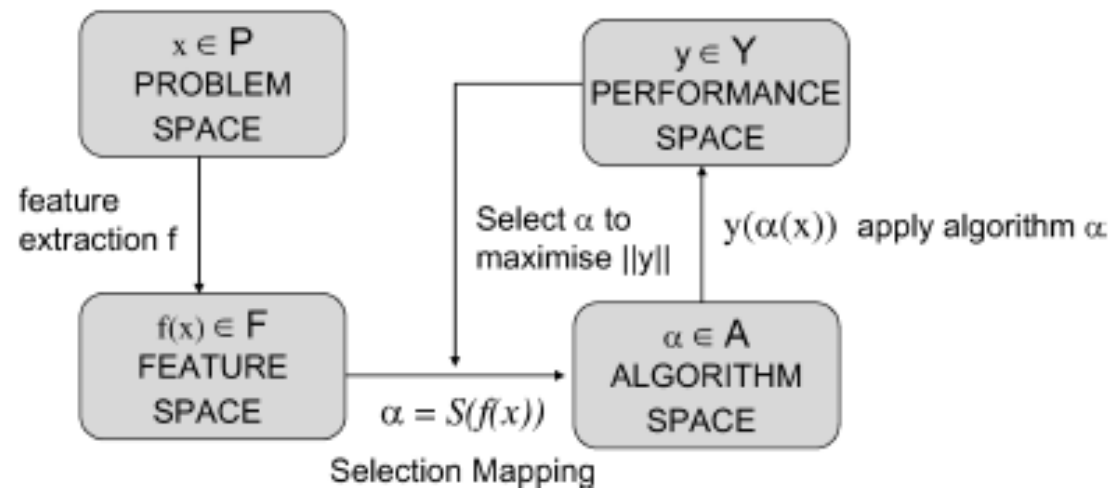 x ∈ P
PROBLEM
SPACE
y ∈ Y
PERFORMANCE
SPACE
feature
extraction f
Select α to
maximise ||y||
y(α(x)) apply algorithm α
f(x) ∈ F
FEATURE
SPACE
α = S(f(x))
Selection Mapping
α ∈ A
ALGORITHM
SPACE